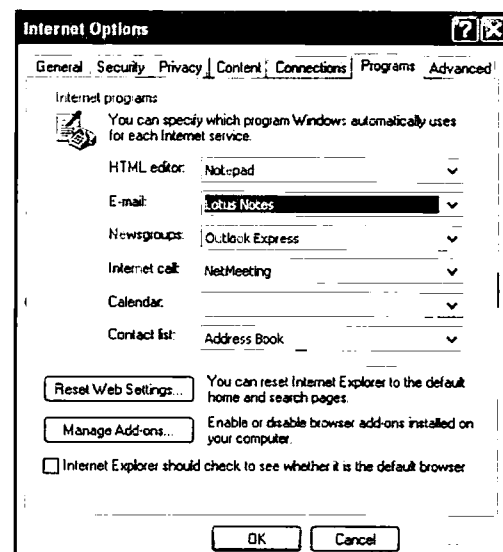 Internet Options
General Security Privacy Content Connections Programs Advanced
Internet programs
You can specify which program Windows automatically uses
for each Internet service.
HTML editor: Notepad
E-mail: Lotus Notes
Newsgroups: Outlook Express
Internet call: NetMeeting
Calendar:
Contact list: Address Book
Reset Web Settings... You can reset Internet Explorer to the default
home and search pages.
Manage Add-ons... Enable or disable browser add-ons installed on
your computer.
Internet Explorer should check to see whether it is the default browser
OK Cancel